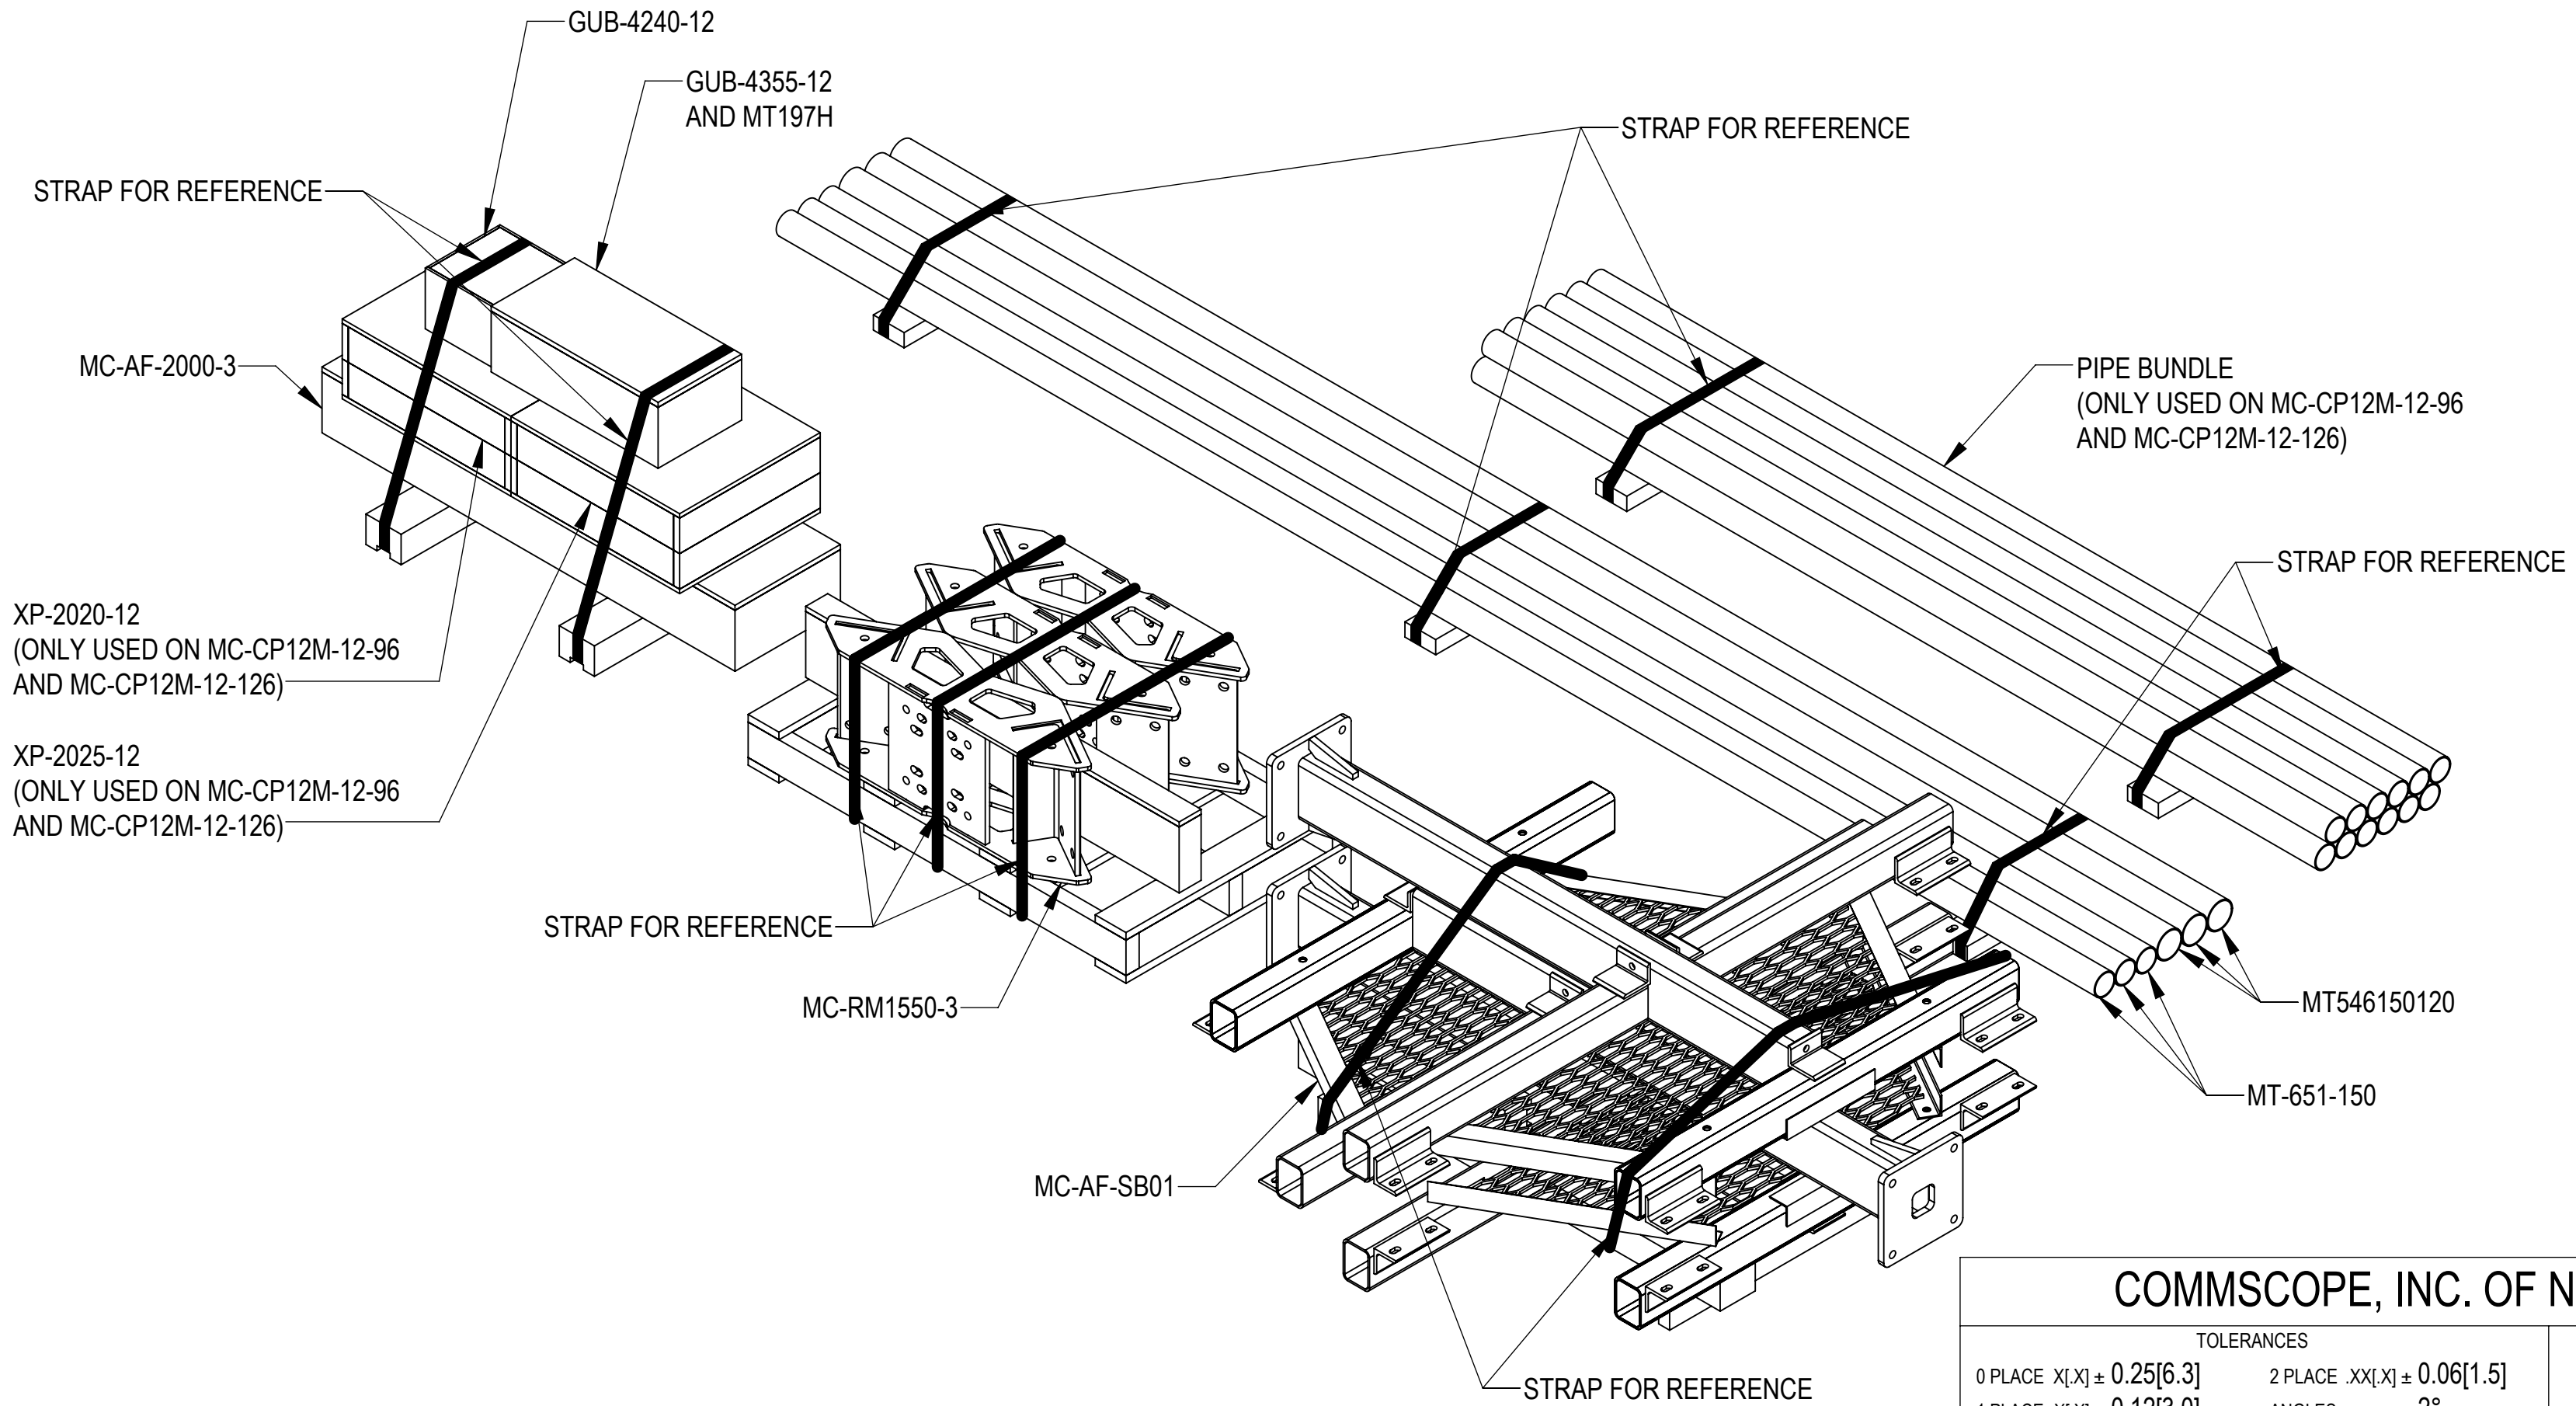 GUB-4240-12
GUB-4355-12
AND MT197H
STRAP FOR REFERENCE
STRAP FOR REFERENCE
MC-AF-2000-3
PIPE BUNDLE
(ONLY USED ON MC-CP12M-12-96
AND MC-CP12M-12-126)
STRAP FOR REFERENCE
XP-2020-12
(ONLY USED ON MC-CP12M-12-96
AND MC-CP12M-12-126)
XP-2025-12
(ONLY USED ON MC-CP12M-12-96
AND MC-CP12M-12-126)
STRAP FOR REFERENCE
MC-RM1550-3
MT546150120
MT-651-150
MC-AF-SB01
STRAP FOR REFERENCE
COMMSCOPE, INC. OF N
TOLERANCES
0 PLACE X[.X] ± 0.25[6.3] 2 PLACE .XX[.X] ± 0.06[1.5]